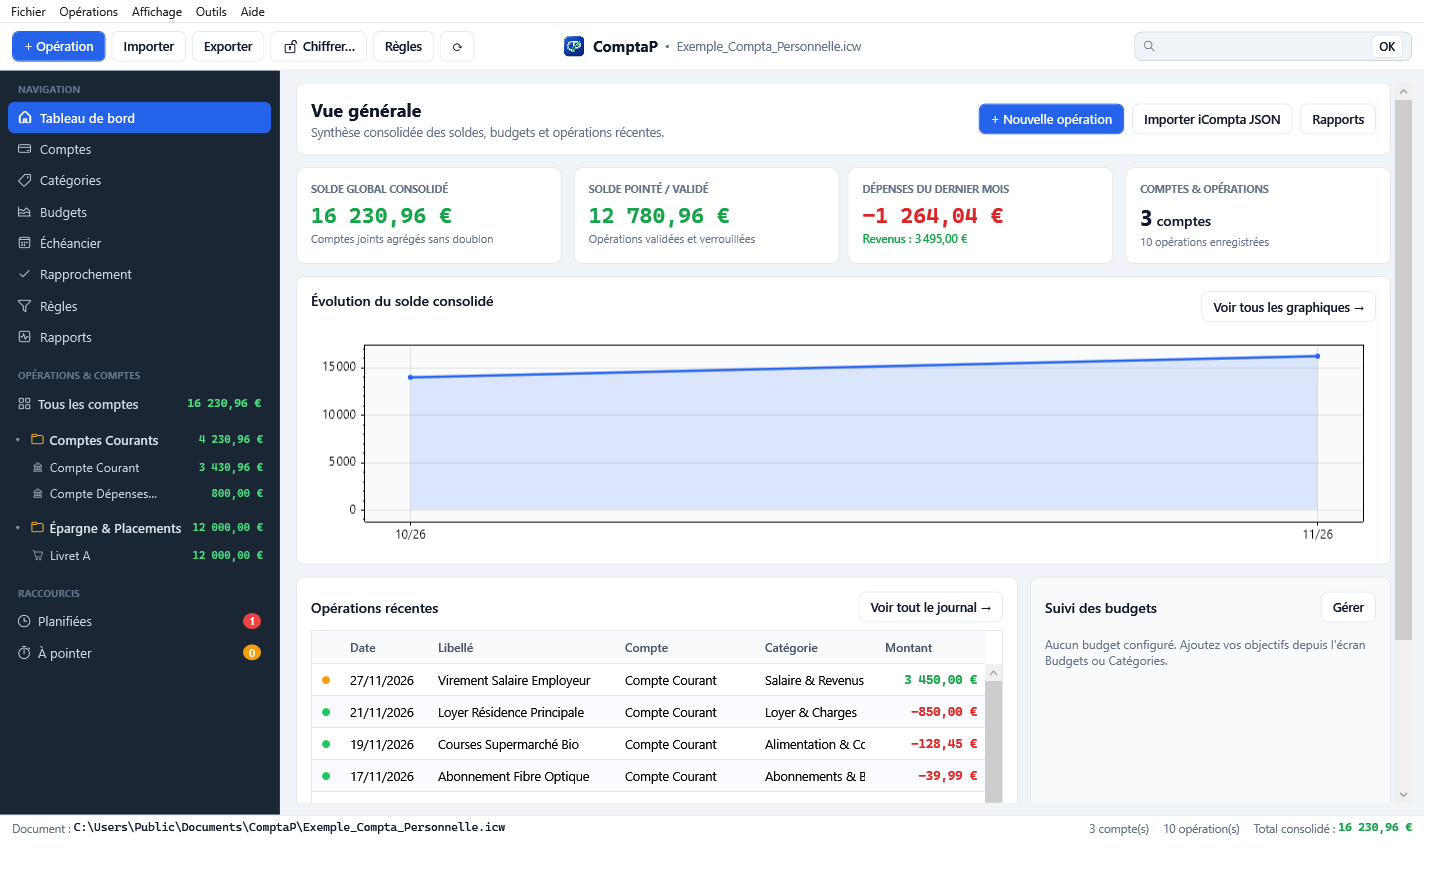 Fichier Opérations Affichage Outils Aide
+ Opération Importer Exporter Chiffrer... Règles ⟳ ComptaP • Exemple_Compta_Personnelle.icw OK
NAVIGATION
Tableau de bord
Comptes
Catégories
Budgets
Échéancier
Rapprochement
Règles
Rapports
OPÉRATIONS & COMPTES
Tous les comptes 16 230,96 €
Comptes Courants 4 230,96 €
Compte Courant 3 430,96 €
Compte Dépenses... 800,00 €
Épargne & Placements 12 000,00 €
Livret A 12 000,00 €
RACCOURCIS
Planifiées 1
À pointer 0
Vue générale
Synthèse consolidée des soldes, budgets et opérations récentes.
+ Nouvelle opération Importer iCompta JSON Rapports
SOLDE GLOBAL CONSOLIDÉ
16 230,96 €
Comptes joints agrégés sans doublon
SOLDE POINTÉ / VALIDÉ
12 780,96 €
Opérations validées et verrouillées
DÉPENSES DU DERNIER MOIS
−1 264,04 €
Revenus : 3 495,00 €
COMPTES & OPÉRATIONS
3 comptes
10 opérations enregistrées
Évolution du solde consolidé
Voir tous les graphiques →
15 000
10 000
5 000
0
10/26 11/26
Opérations récentes
Voir tout le journal →
Date Libellé Compte Catégorie Montant
27/11/2026 Virement Salaire Employeur Compte Courant Salaire & Revenus 3 450,00 €
21/11/2026 Loyer Résidence Principale Compte Courant Loyer & Charges −850,00 €
19/11/2026 Courses Supermarché Bio Compte Courant Alimentation & Cc −128,45 €
17/11/2026 Abonnement Fibre Optique Compte Courant Abonnements & B −39,99 €
Suivi des budgets
Gérer
Aucun budget configuré. Ajoutez vos objectifs depuis l'écran
Budgets ou Catégories.
Document : C:\Users\Public\Documents\ComptaP\Exemple_Compta_Personnelle.icw
3 compte(s) 10 opération(s) Total consolidé : 16 230,96 €